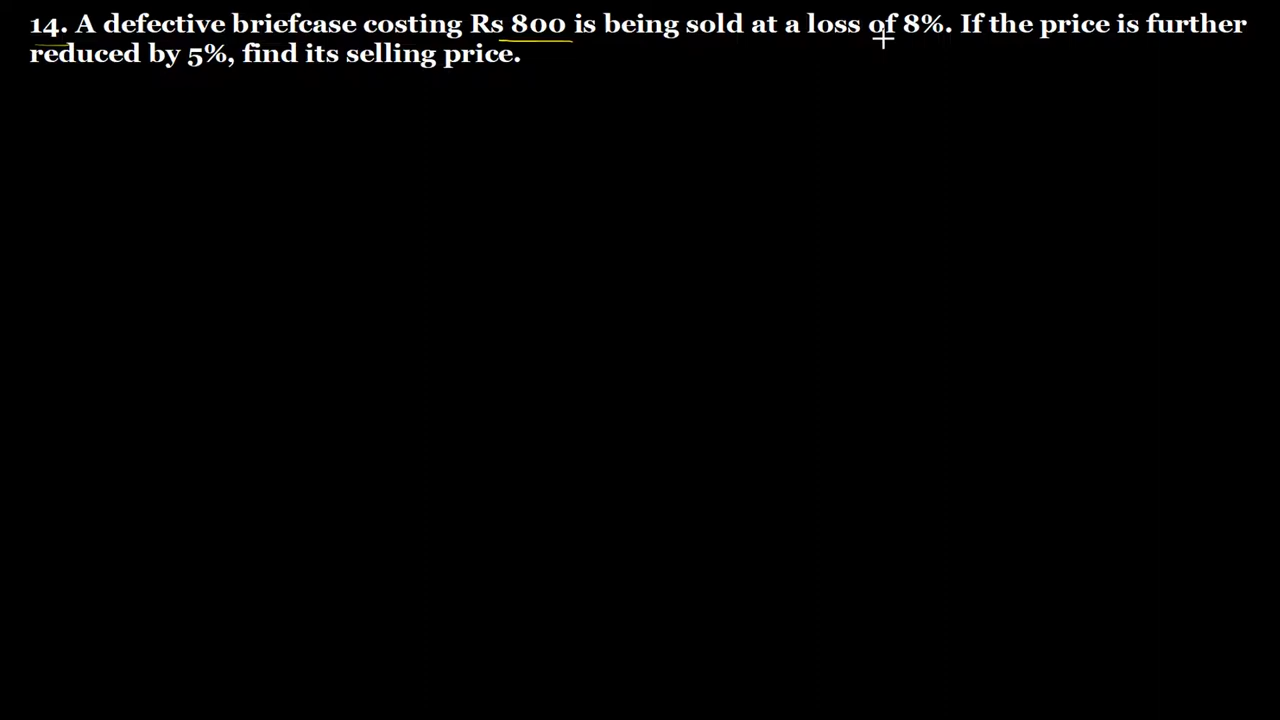 14. A defective briefcase costing Rs 800 is being sold at a loss of 8%. If the price is further
reduced by 5%, find its selling price.